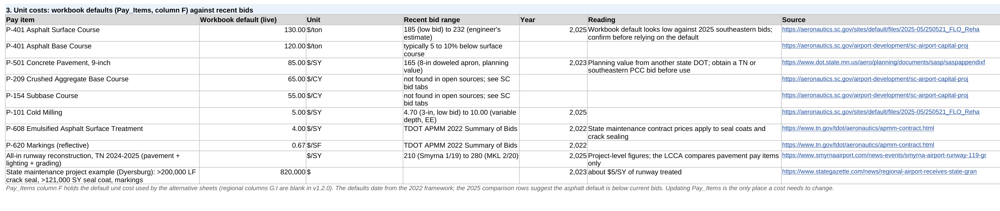 3. Unit costs: workbook defaults (Pay_Items, column F) against recent bids
Pay item Workbook default (live) Unit Recent bid range Year Reading Source
P-401 Asphalt Surface Course 130.00 $/ton 185 (low bid) to 232 (engineer's estimate) 2,025 Workbook default looks low against 2025 southeastern bids; confirm before relying on the default https://aeronautics.sc.gov/sites/default/files/2025-05/250521_FLO_Reha
P-401 Asphalt Base Course 120.00 $/ton typically 5 to 10% below surface course https://aeronautics.sc.gov/airport-development/sc-airport-capital-proj
P-501 Concrete Pavement, 9-inch 85.00 $/SY 165 (8-in doweled apron, planning value) 2,023 Planning value from another state DOT; obtain a TN or southeastern PCC bid before use https://www.dot.state.mn.us/aero/planning/documents/sasp/saspappendixf
P-209 Crushed Aggregate Base Course 65.00 $/CY not found in open sources; see SC bid tabs https://aeronautics.sc.gov/airport-development/sc-airport-capital-proj
P-154 Subbase Course 55.00 $/CY not found in open sources; see SC bid tabs https://aeronautics.sc.gov/airport-development/sc-airport-capital-proj
P-101 Cold Milling 5.00 $/SY 4.70 (3-in, low bid) to 10.00 (variable depth, EE) 2,025 https://aeronautics.sc.gov/sites/default/files/2025-05/250521_FLO_Reha
P-608 Emulsified Asphalt Surface Treatment 4.00 $/SY TDOT APMM 2022 Summary of Bids 2,022 State maintenance contract prices apply to seal coats and crack sealing https://www.tn.gov/tdot/aeronautics/apmm-contract.html
P-620 Markings (reflective) 0.67 $/SF TDOT APMM 2022 Summary of Bids 2,022 https://www.tn.gov/tdot/aeronautics/apmm-contract.html
All-in runway reconstruction, TN 2024-2025 (pavement + lighting + grading) $/SY 210 (Smyrna 1/19) to 280 (MKL 2/20) 2,025 Project-level figures; the LCCA compares pavement pay items only https://www.smyrnaairport.com/news-events/smyrna-airport-runway-119-gr
State maintenance project example (Dyersburg): >200,000 LF crack seal, >121,000 SY seal coat, markings 820,000 $ 2,023 about $5/SY of runway treated https://www.stategazette.com/news/regional-airport-receives-state-gran
Pay_Items column F holds the default unit cost used by the alternative sheets (regional columns G:I are blank in v1.2.0). The defaults date from the 2022 framework; the 2025 comparison rows suggest the asphalt default is below current bids. Updating Pay_Items is the only place a cost needs to change.